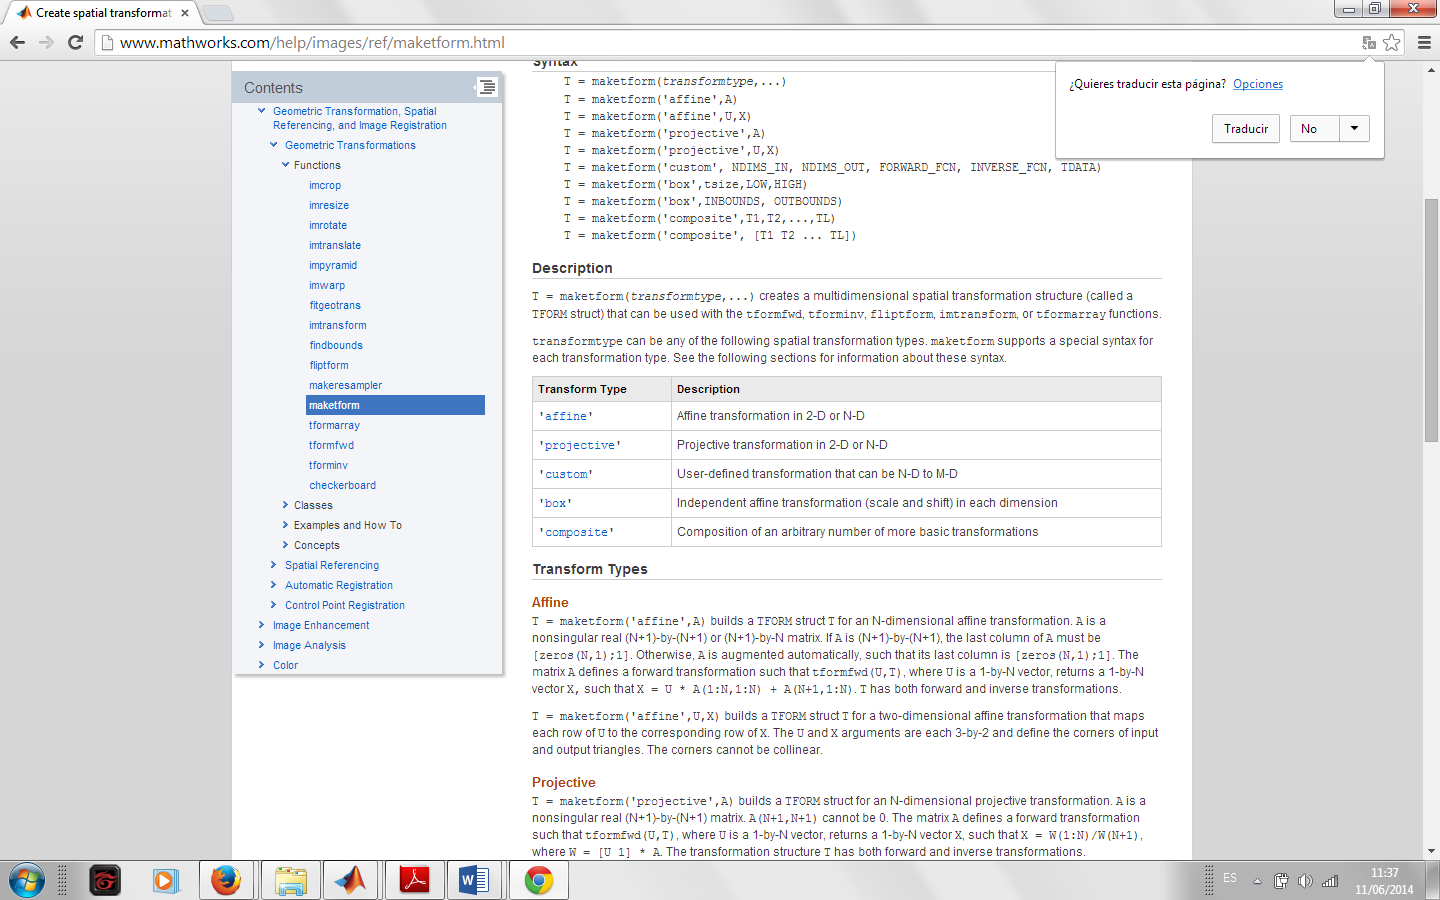 Create spatial transformat
www.mathworks.com/help/images/ref/maketform.html
¿Quieres traducir esta página? Opciones
Traducir
No
Contents
Geometric Transformation, Spatial
Referencing, and Image Registration
Geometric Transformations
Functions
imcrop
imresize
imrotate
imtranslate
impyramid
imwarp
fitgeotrans
imtransform
findbounds
fliptform
makeresampler
maketform
tformarray
tformfwd
tforminv
checkerboard
Classes
Examples and How To
Concepts
Spatial Referencing
Automatic Registration
Control Point Registration
Image Enhancement
Image Analysis
Color
Syntax
T = maketform(transformtype,...)
T = maketform('affine',A)
T = maketform('affine',U,X)
T = maketform('projective',A)
T = maketform('projective',U,X)
T = maketform('custom', NDIMS_IN, NDIMS_OUT, FORWARD_FCN, INVERSE_FCN, TDATA)
T = maketform('box',tsize,LOW,HIGH)
T = maketform('box',INBOUNDS, OUTBOUNDS)
T = maketform('composite',T1,T2,...,TL)
T = maketform('composite', [T1 T2 ... TL])
Description
T = maketform(transformtype,...) creates a multidimensional spatial transformation structure (called a
TFORM struct) that can be used with the tformfwd, tforminv, fliptform, imtransform, or tformarray functions.
transformtype can be any of the following spatial transformation types. maketform supports a special syntax for
each transformation type. See the following sections for information about these syntax.
Transform Type Description
'affine' Affine transformation in 2-D or N-D
'projective' Projective transformation in 2-D or N-D
'custom' User-defined transformation that can be N-D to M-D
'box' Independent affine transformation (scale and shift) in each dimension
'composite' Composition of an arbitrary number of more basic transformations
Transform Types
Affine
T = maketform('affine',A) builds a TFORM struct T for an N-dimensional affine transformation. A is a
nonsingular real (N+1)-by-(N+1) or (N+1)-by-N matrix. If A is (N+1)-by-(N+1), the last column of A must be
[zeros(N,1);1]. Otherwise, A is augmented automatically, such that its last column is [zeros(N,1);1]. The
matrix A defines a forward transformation such that tformfwd(U,T), where U is a 1-by-N vector, returns a 1-by-N
vector X, such that X = U * A(1:N,1:N) + A(N+1,1:N). T has both forward and inverse transformations.
T = maketform('affine',U,X) builds a TFORM struct T for a two-dimensional affine transformation that maps
each row of U to the corresponding row of X. The U and X arguments are each 3-by-2 and define the corners of input
and output triangles. The corners cannot be collinear.
Projective
T = maketform('projective',A) builds a TFORM struct for an N-dimensional projective transformation. A is a
nonsingular real (N+1)-by-(N+1) matrix. A(N+1,N+1) cannot be 0. The matrix A defines a forward transformation
such that tformfwd(U,T), where U is a 1-by-N vector, returns a 1-by-N vector X, such that X = W(1:N)/W(N+1),
where W = [U 1] * A. The transformation structure T has both forward and inverse transformations.
ES
11:37
11/06/2014